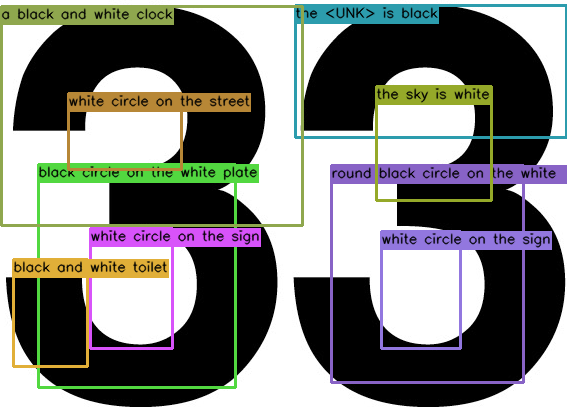 a black and white clock
the <UNK> is black
white circle on the street
the sky is white
black circle on the white plate
round black circle on the white
white circle on the sign
white circle on the sign
black and white toilet
33